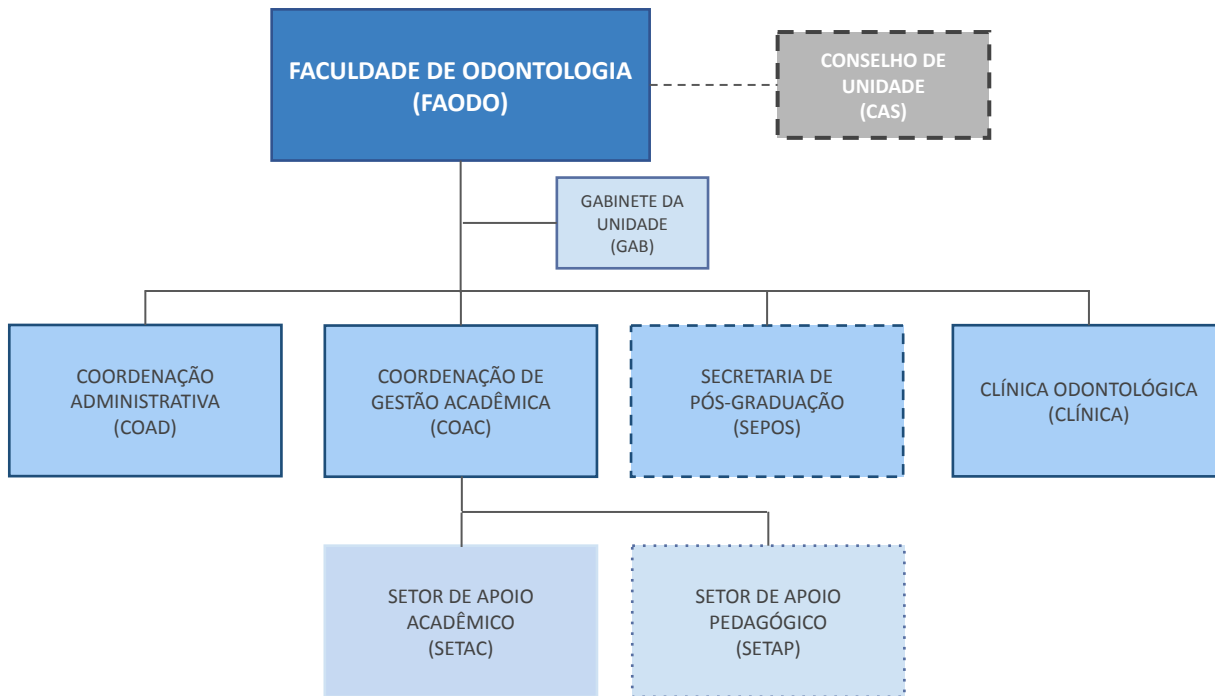 FACULDADE DE ODONTOLOGIA
(FAODO)
CONSELHO DE
UNIDADE
(CAS)
GABINETE DA
UNIDADE
(GAB)
COORDENAÇÃO
ADMINISTRATIVA
(COAD)
COORDENAÇÃO DE
GESTÃO ACADÊMICA
(COAC)
SECRETARIA DE
PÓS-GRADUAÇÃO
(SEPOS)
CLÍNICA ODONTOLÓGICA
(CLÍNICA)
SETOR DE APOIO
ACADÊMICO
(SETAC)
SETOR DE APOIO
PEDAGÓGICO
(SETAP)